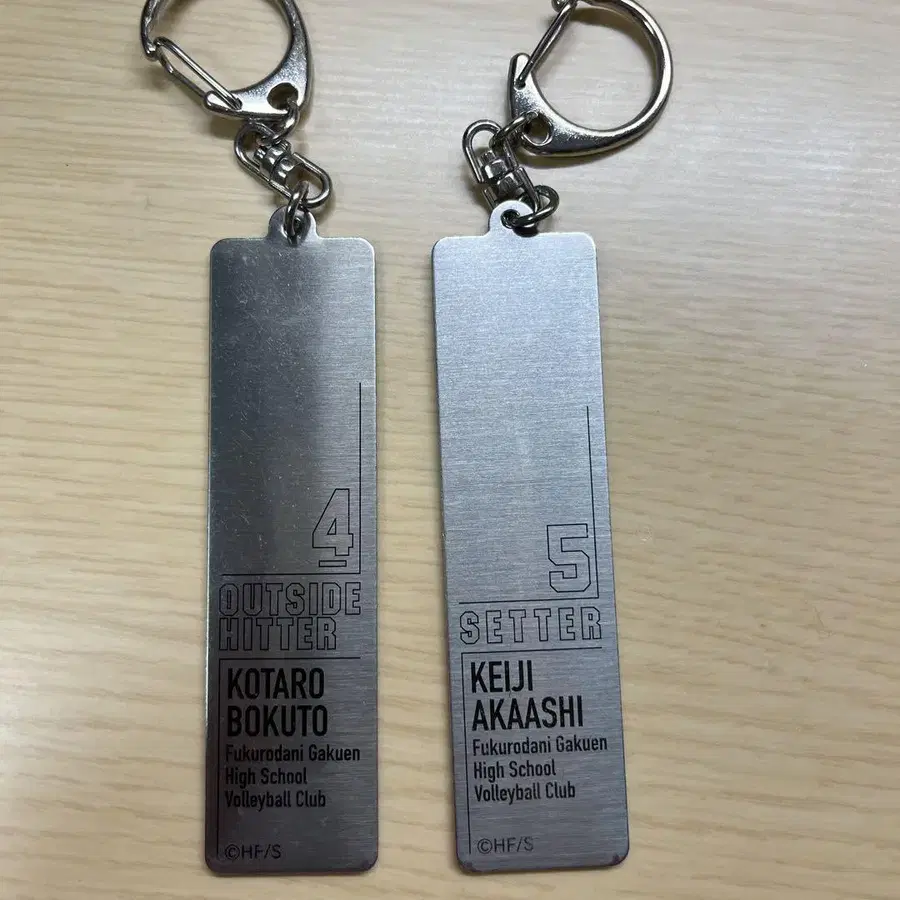 4
OUTSIDE
HITTER
KOTARO
BOKUTO
Fukurodani Gakuen
High School
Volleyball Club
©HF/S
5
SETTER
KEIJI
AKAASHI
Fukurodani Gakuen
High School
Volleyball Club
©HF/S